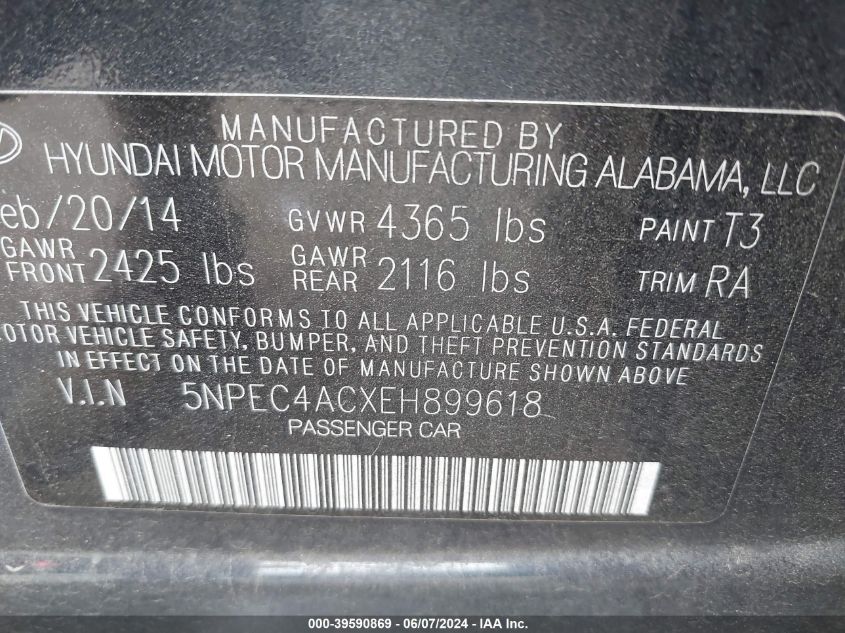 MANUFACTURED BY
HYUNDAI MOTOR MANUFACTURING ALABAMA, LLC
eb/20/14 GVWR 4365 lbs PAINT T3
GAWR FRONT 2425 lbs GAWR REAR 2116 lbs TRIM RA
THIS VEHICLE CONFORMS TO ALL APPLICABLE U.S.A. FEDERAL
OTOR VEHICLE SAFETY, BUMPER, AND THEFT PREVENTION STANDARDS
IN EFFECT ON THE DATE OF MANUFACTURE SHOWN ABOVE
V.I.N 5NPEC4ACXEH899618
PASSENGER CAR
000-39590869 - 06/07/2024 - IAA Inc.